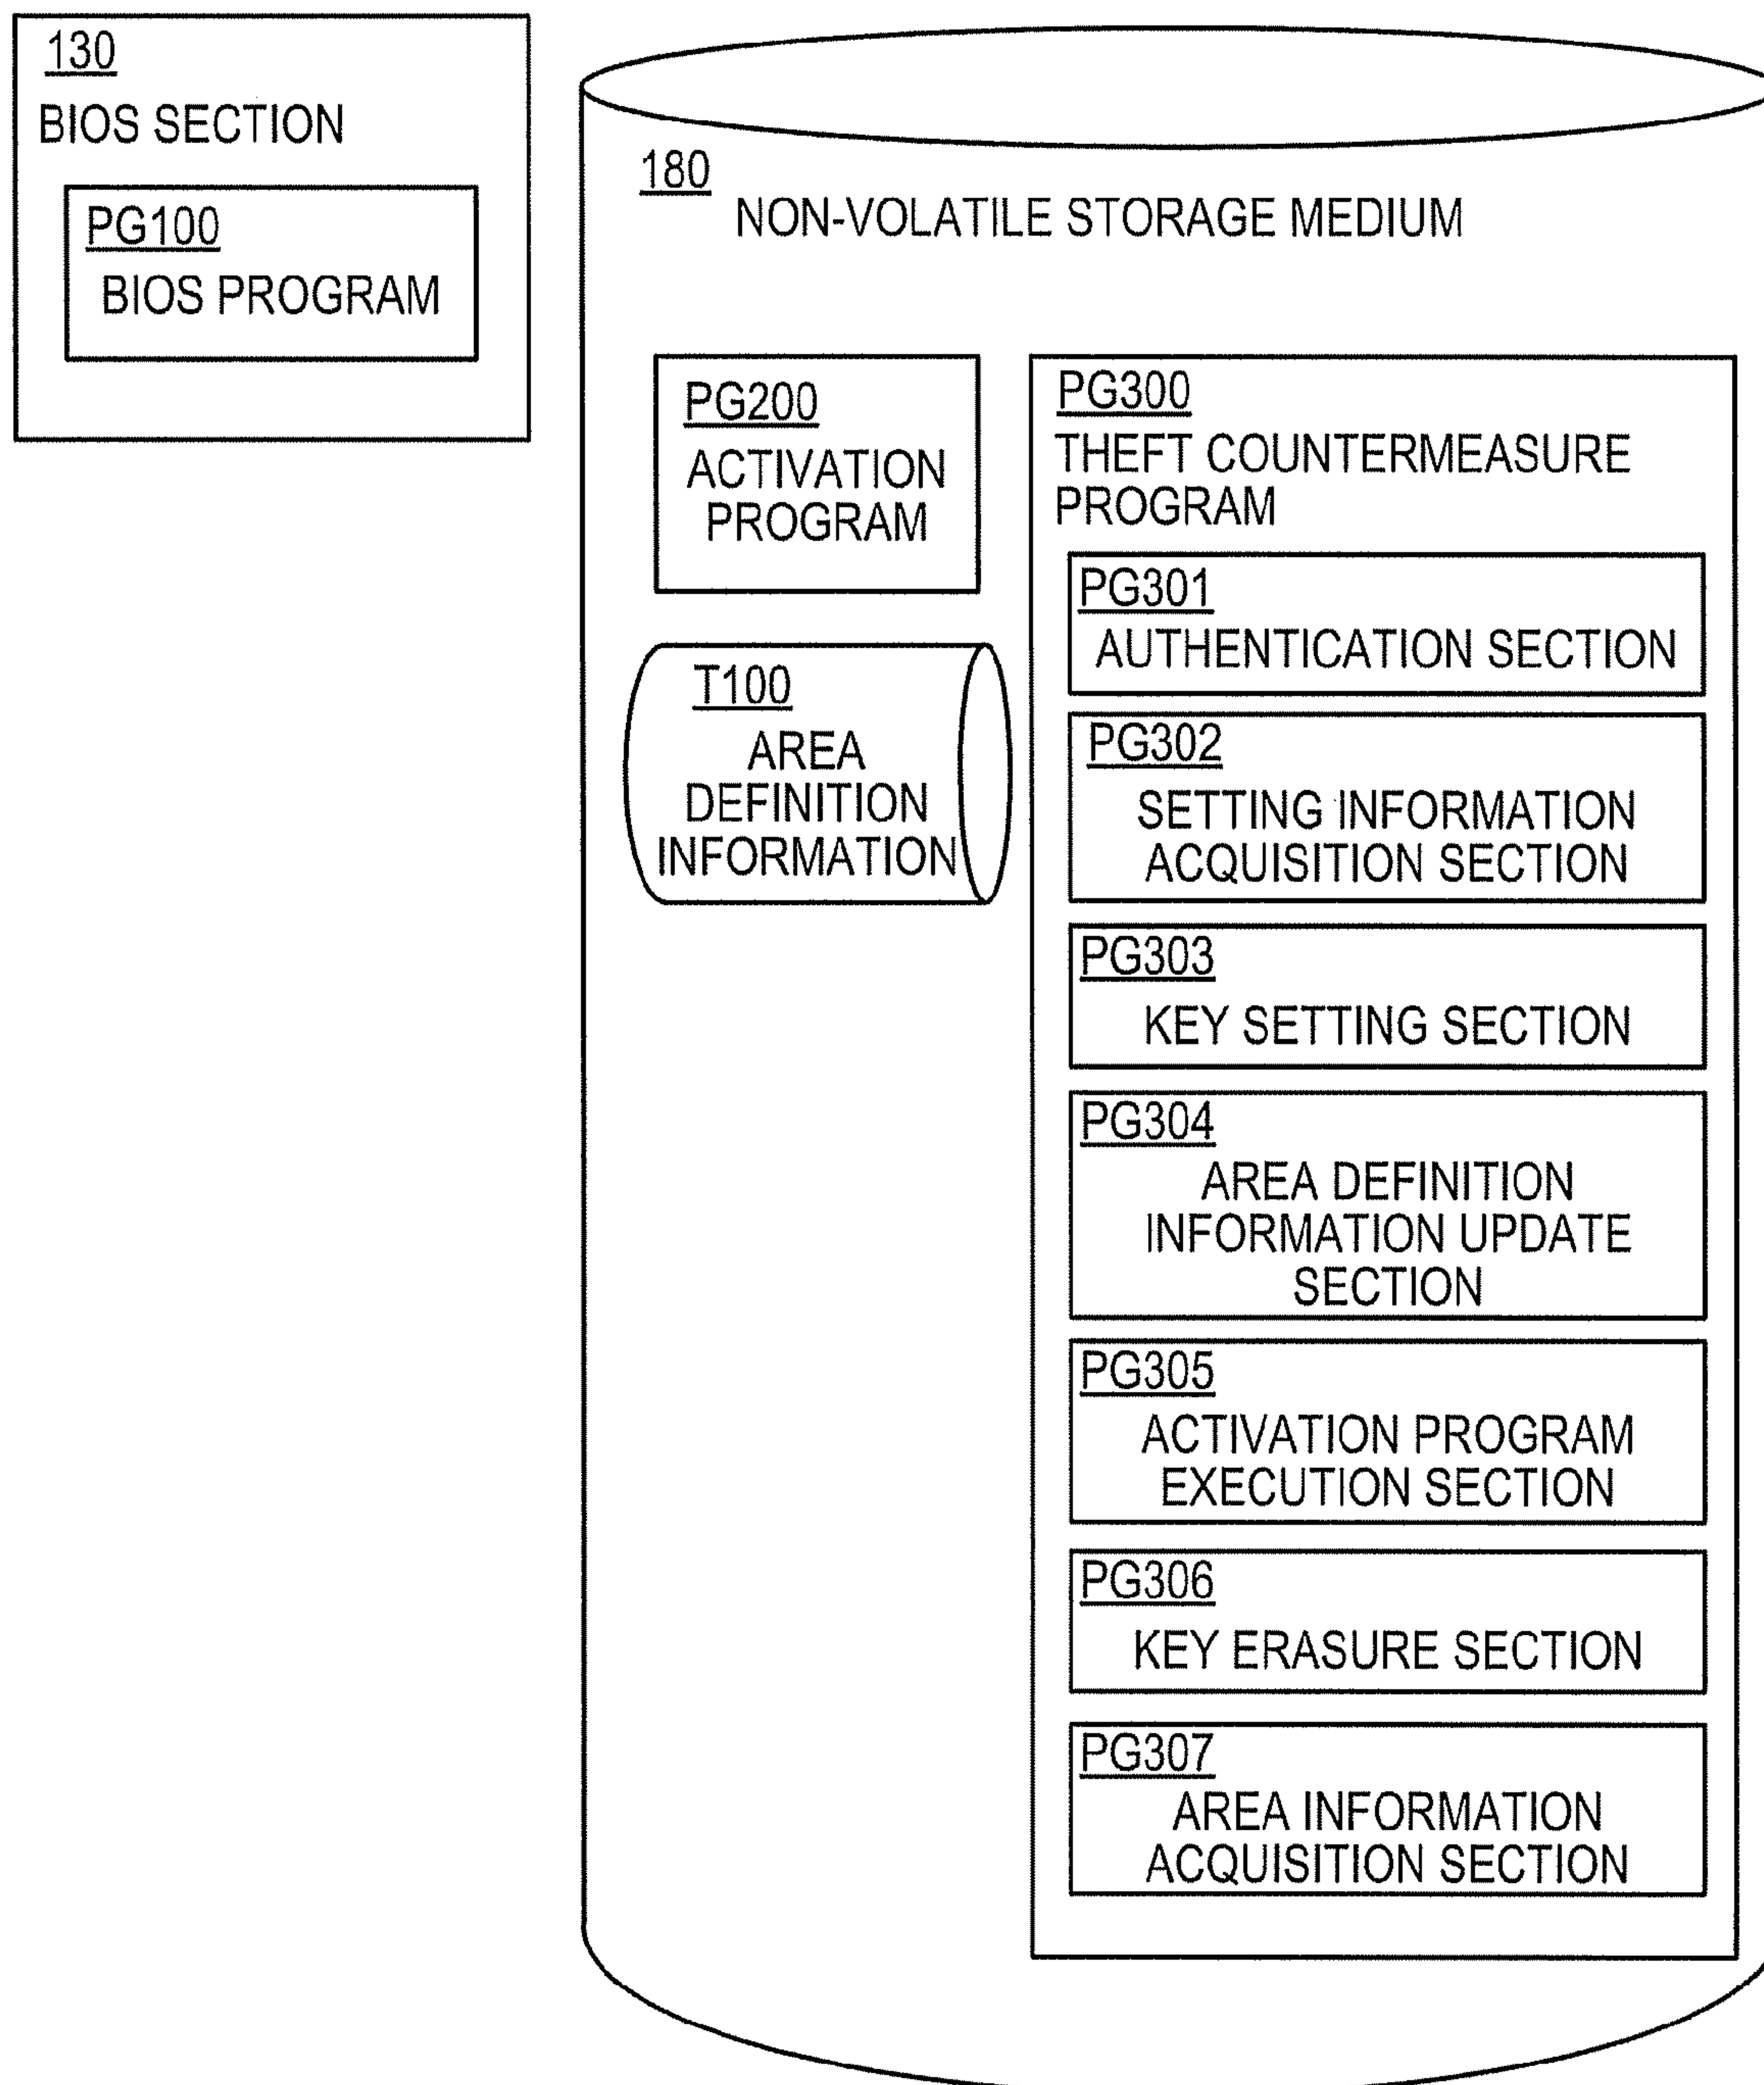 130
BIOS SECTION
PG100
BIOS PROGRAM
180
NON-VOLATILE STORAGE MEDIUM
PG200
ACTIVATION
PROGRAM
T100
AREA
DEFINITION
INFORMATION
PG300
THEFT COUNTERMEASURE
PROGRAM
PG301
AUTHENTICATION SECTION
PG302
SETTING INFORMATION
ACQUISITION SECTION
PG303
KEY SETTING SECTION
PG304
AREA DEFINITION
INFORMATION UPDATE
SECTION
PG305
ACTIVATION PROGRAM
EXECUTION SECTION
PG306
KEY ERASURE SECTION
PG307
AREA INFORMATION
ACQUISITION SECTION